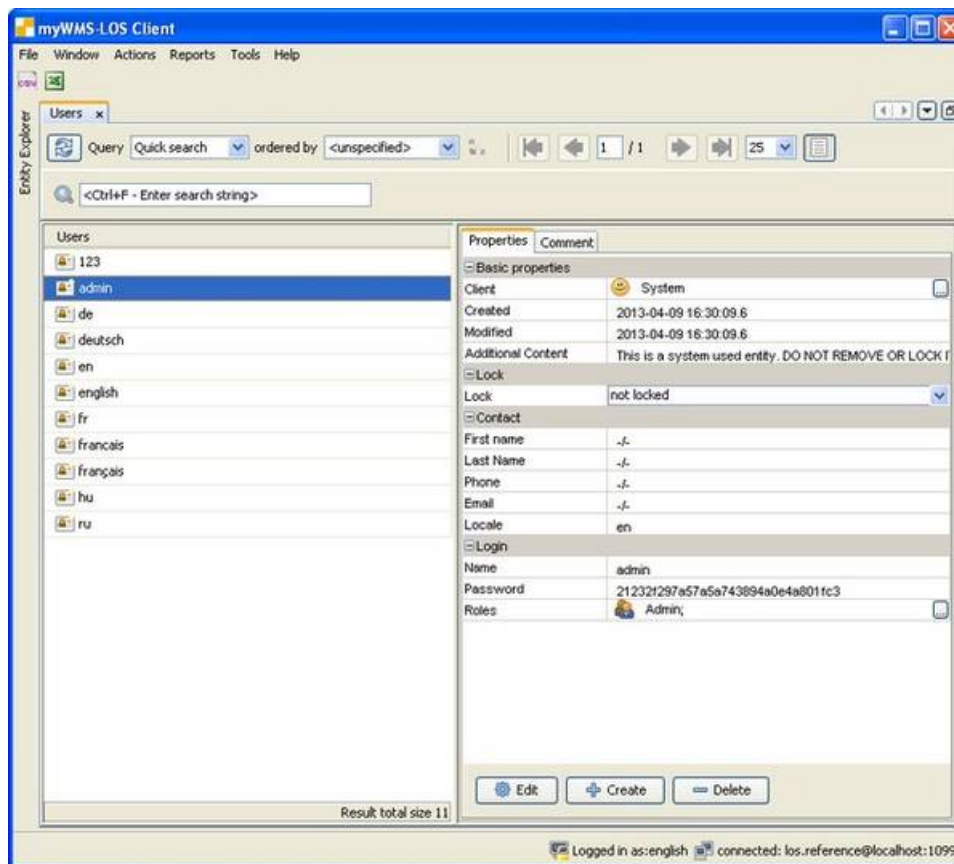 myWMS-LOS Client
File Window Actions Reports Tools Help
csv
Entity Explorer
Users x
Query Quick search ordered by <unspecified> 1 / 1 25
<Ctrl+F - Enter search string>
Users
123
admin
de
deutsch
en
english
fr
francais
français
hu
ru
Result total size 11
Properties Comment
Basic properties
Client System ...
Created 2013-04-09 16:30:09.6
Modified 2013-04-09 16:30:09.6
Additional Content This is a system used entity. DO NOT REMOVE OR LOCK I
Lock
Lock not locked
Contact
First name -/-
Last Name -/-
Phone -/-
Email -/-
Locale en
Login
Name admin
Password 21232f297a57a5a743894a0e4a801fc3
Roles Admin; ...
Edit Create Delete
Logged in as:english connected: los.reference@localhost:1099